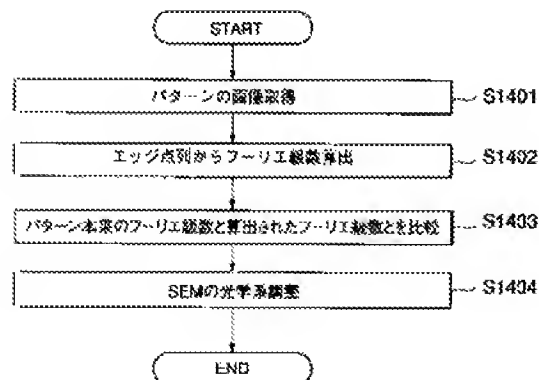 START
パターンの画像取得
S1401
エッジ点列からフーリエ級数算出
S1402
パターン本来のフーリエ級数と算出されたフーリエ級数とを比較
S1403
SEMの光学系調整
S1404
END